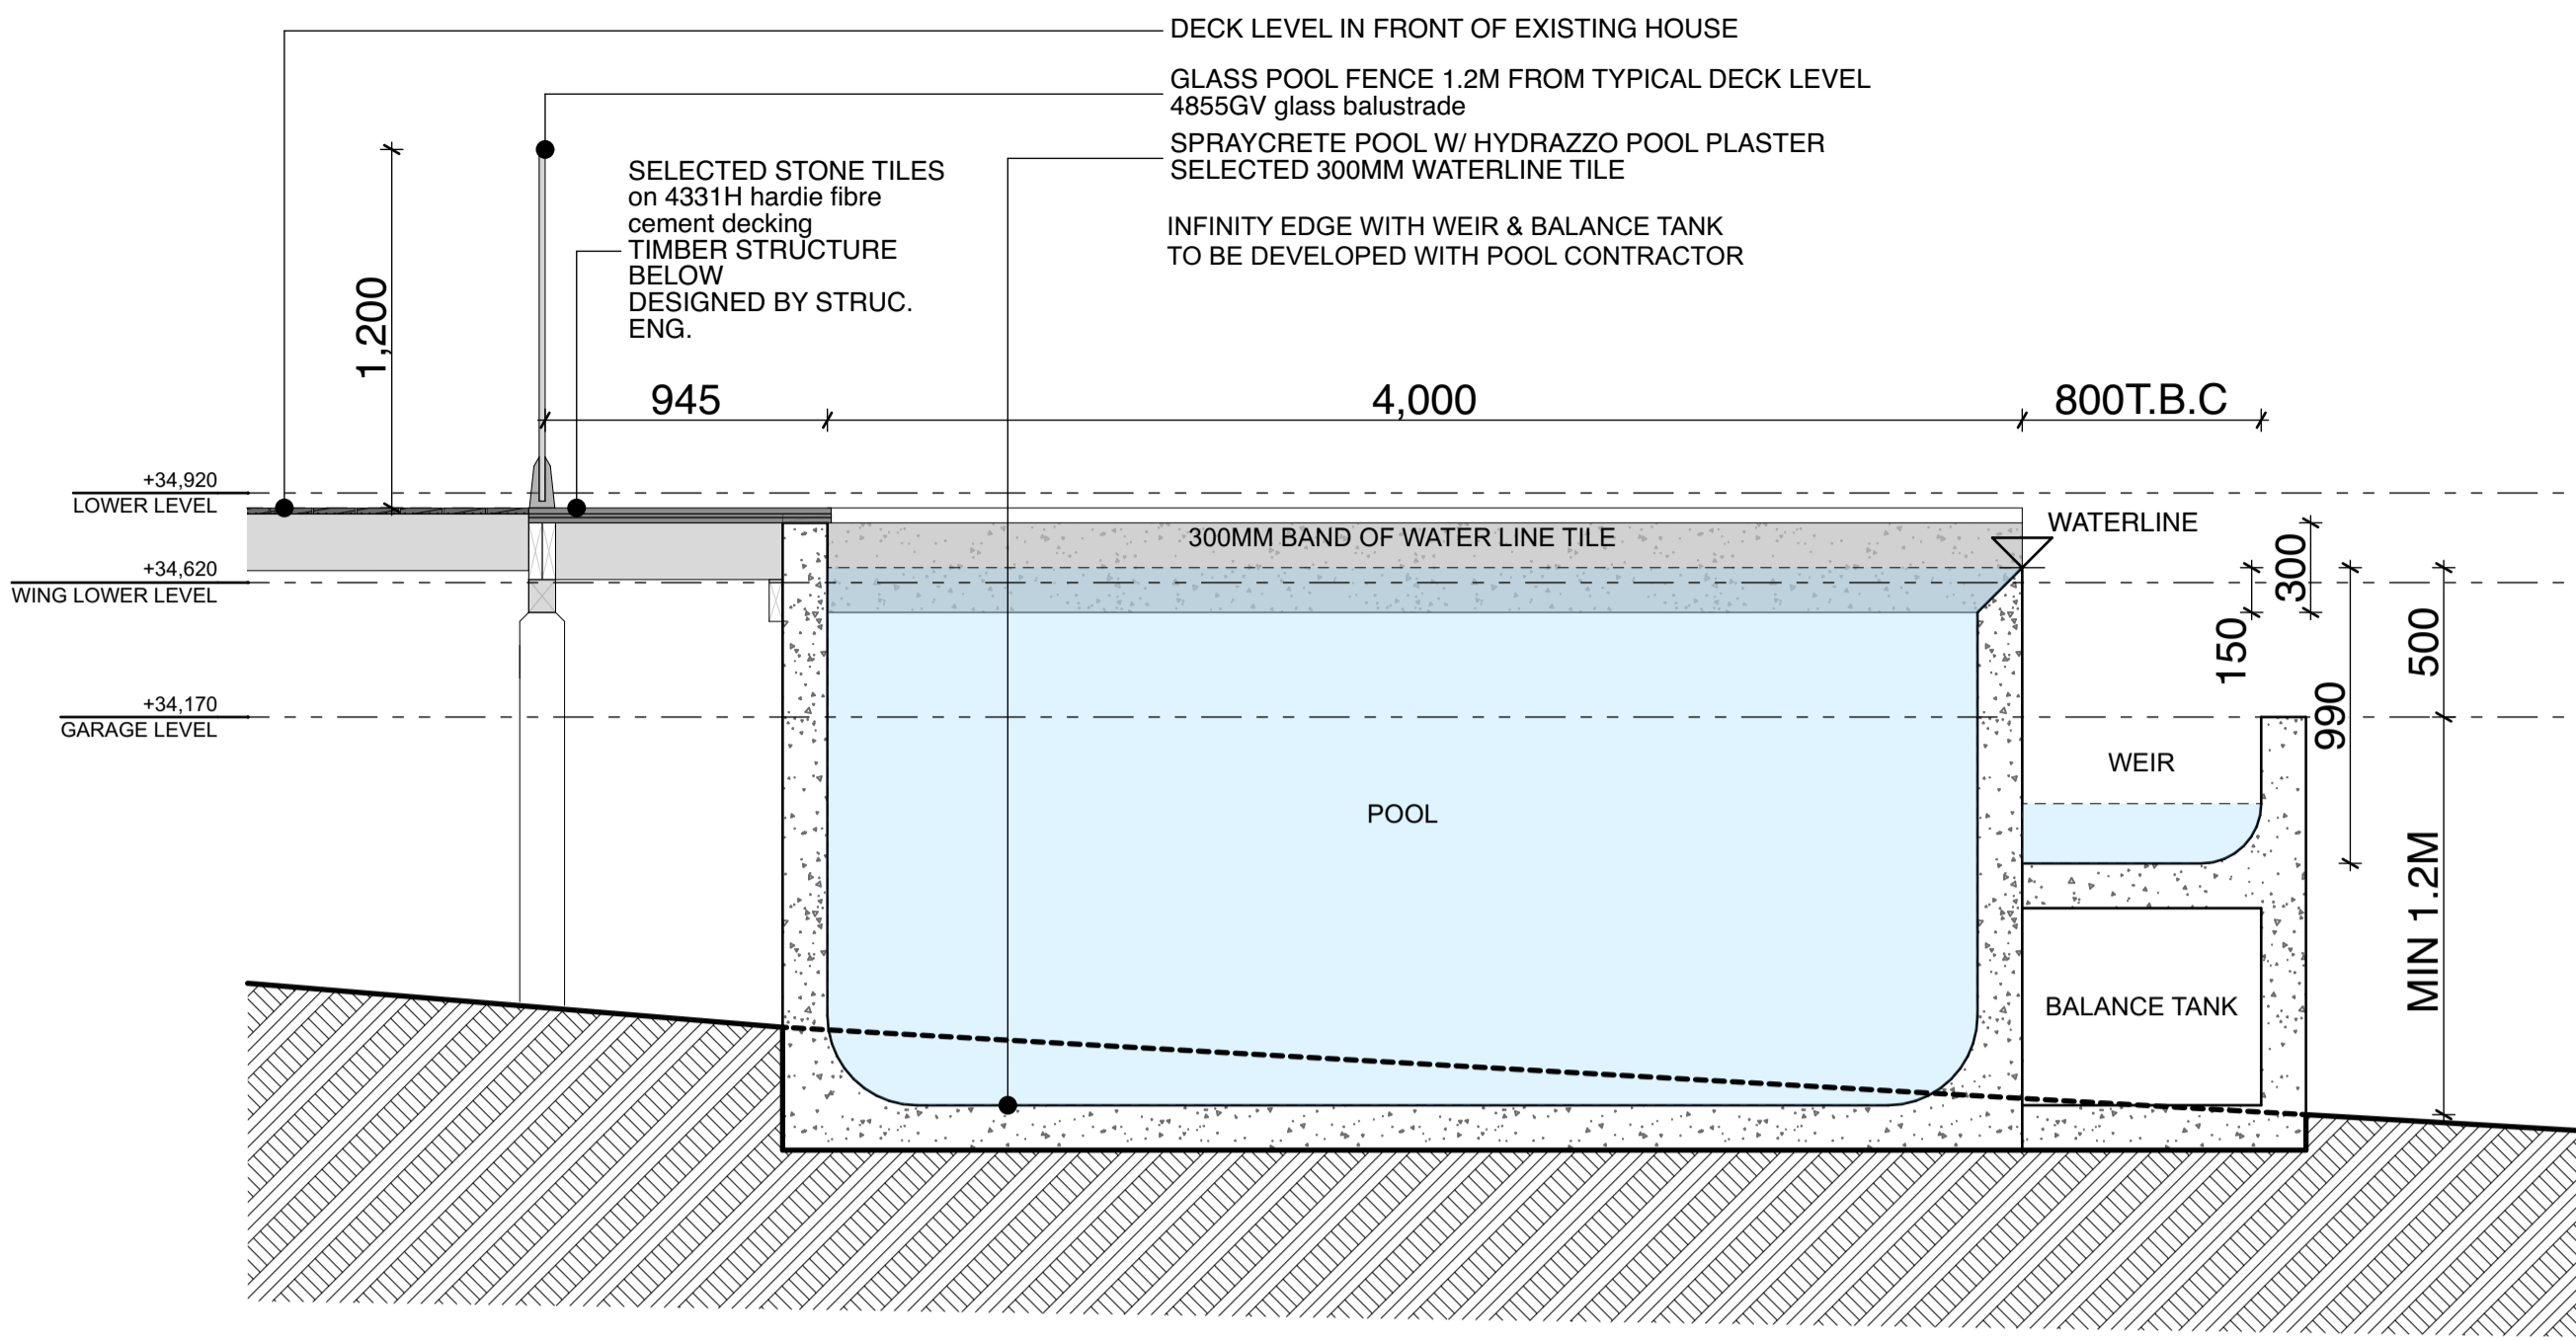 DECK LEVEL IN FRONT OF EXISTING HOUSE
GLASS POOL FENCE 1.2M FROM TYPICAL DECK LEVEL
4855GV glass balustrade
SPRAYCRETE POOL W/ HYDRAZZO POOL PLASTER
SELECTED 300MM WATERLINE TILE
INFINITY EDGE WITH WEIR & BALANCE TANK
TO BE DEVELOPED WITH POOL CONTRACTOR
SELECTED STONE TILES
on 4331H hardie fibre
cement decking
TIMBER STRUCTURE
BELOW
DESIGNED BY STRUC.
ENG.
1,200
945
4,000
800T.B.C
+34,920
LOWER LEVEL
+34,620
WING LOWER LEVEL
+34,170
GARAGE LEVEL
300MM BAND OF WATER LINE TILE
WATERLINE
300
150
990
500
MIN 1.2M
WEIR
POOL
BALANCE TANK